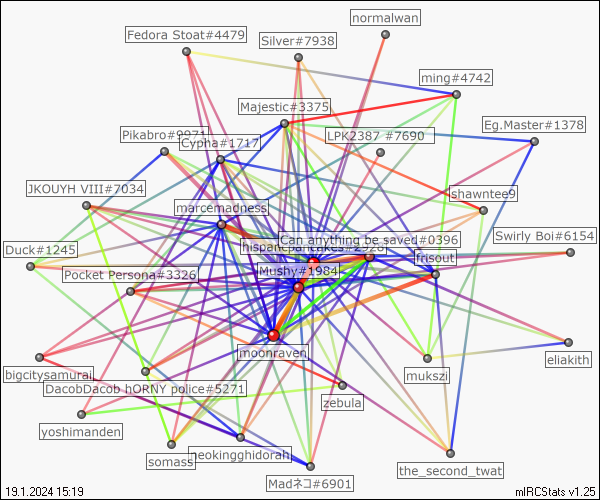 normalwan
Fedora Stoat#4479
Silver#7938
ming#4742
Majestic#3375
Eg.Master#1378
Pikabro#9971
Cypha#1717
LPK2387 #7690
JKOUYH VIII#7034
shawntee9
marcemadness
Swirly Boi#6154
Can anything be saved#0396
Duck#1245
frisout
Pocket Persona#3326
Mushy#1984
moonraven
eliakith
bigcitysamurai
mukszi
DacobDacob hORNY police#5271
zebula
yoshimanden
somass
neokingghidorah
the_second_twat
Madネコ#6901
19.1.2024 15:19
mIRCStats v1.25